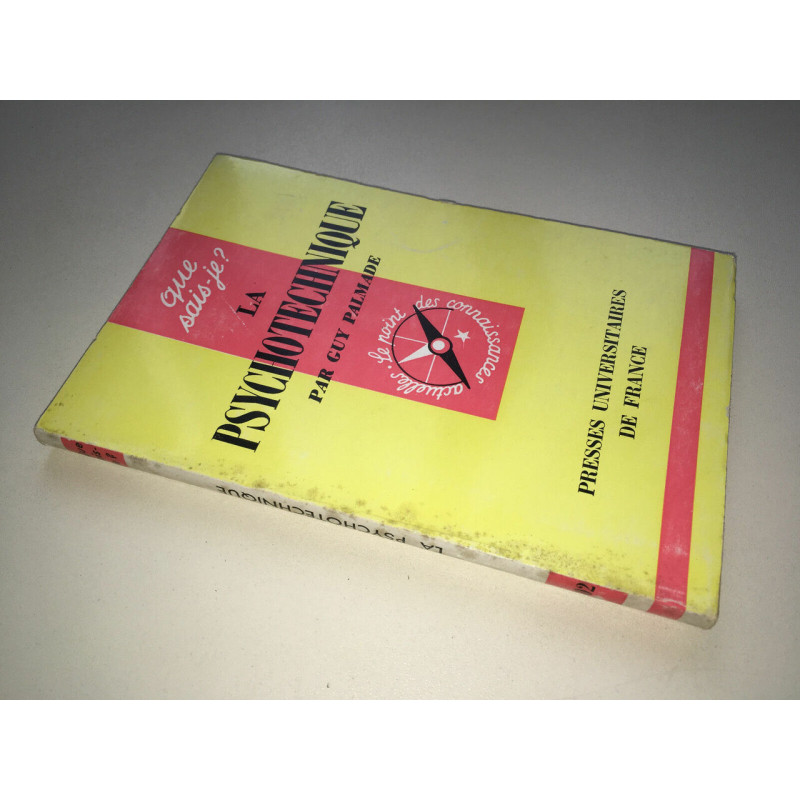 que
sais-je?
LA
PSYCHOTECHNIQUE
PAR GUY PALMADE
le point des connaissances actuelles
PRESSES UNIVERSITAIRES
DE FRANCE
LA PSYCHOTECHNIQUE